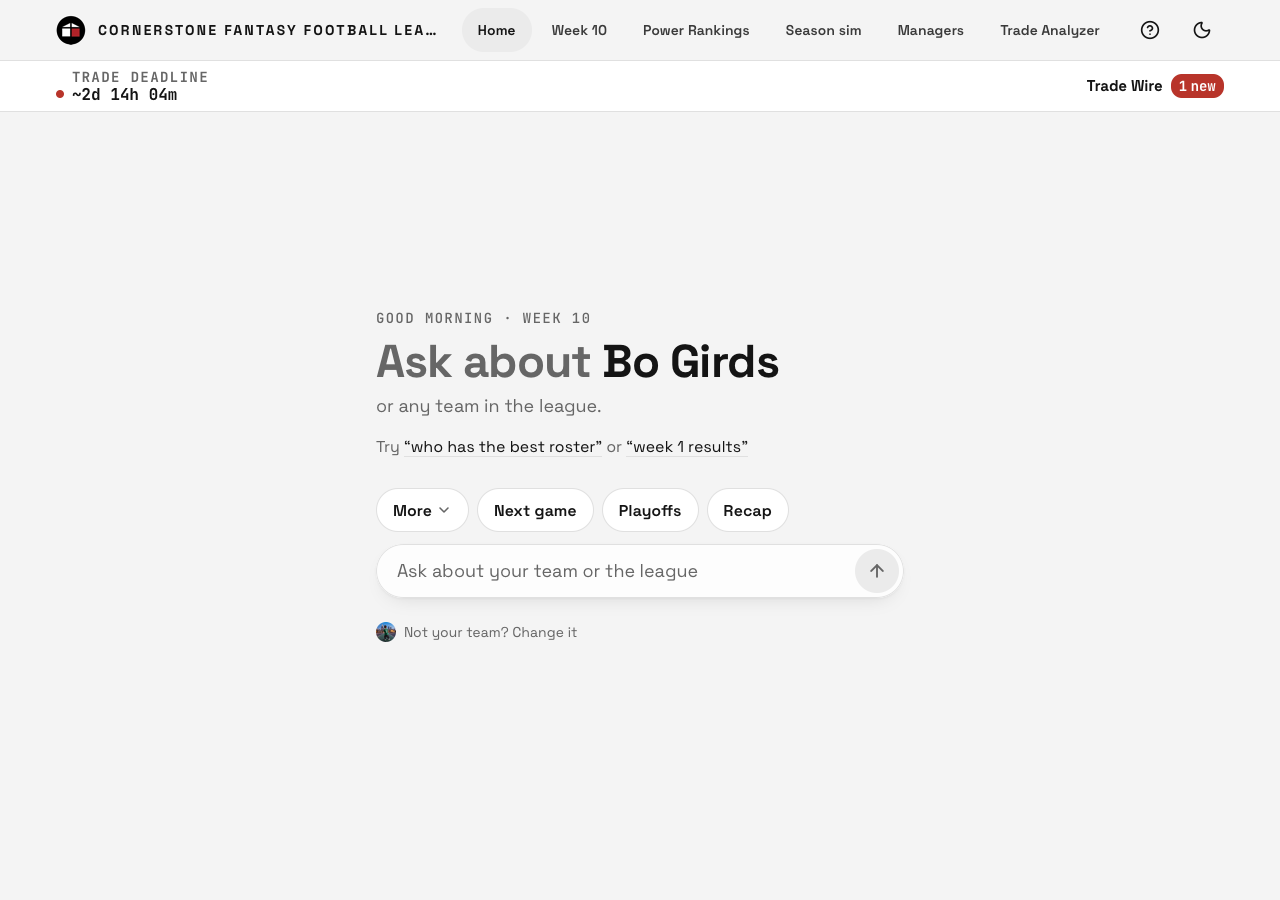 CORNERSTONE FANTASY FOOTBALL LEA…
Home
Week 10
Power Rankings
Season sim
Managers
Trade Analyzer
TRADE DEADLINE
~2d 14h 04m
Trade Wire
1 new
GOOD MORNING · WEEK 10
Ask about Bo Girds
or any team in the league.
Try “who has the best roster” or “week 1 results”
More
Next game
Playoffs
Recap
Ask about your team or the league
Not your team? Change it